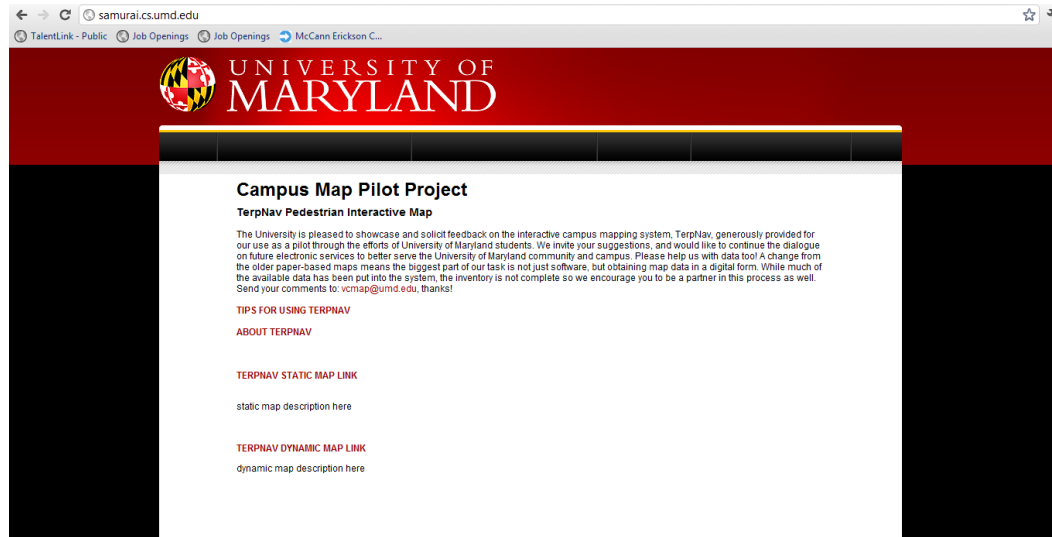 samurai.cs.umd.edu
TalentLink - Public Job Openings Job Openings McCann Erickson C...
UNIVERSITY OF
MARYLAND
Campus Map Pilot Project
TerpNav Pedestrian Interactive Map
The University is pleased to showcase and solicit feedback on the interactive campus mapping system, TerpNav, generously provided for
our use as a pilot through the efforts of University of Maryland students. We invite your suggestions, and would like to continue the dialogue
on future electronic services to better serve the University of Maryland community and campus. Please help us with data too! A change from
the older paper-based maps means the biggest part of our task is not just software, but obtaining map data in a digital form. While much of
the available data has been put into the system, the inventory is not complete so we encourage you to be a partner in this process as well.
Send your comments to: vcmap@umd.edu, thanks!
TIPS FOR USING TERPNAV
ABOUT TERPNAV
TERPNAV STATIC MAP LINK
static map description here
TERPNAV DYNAMIC MAP LINK
dynamic map description here